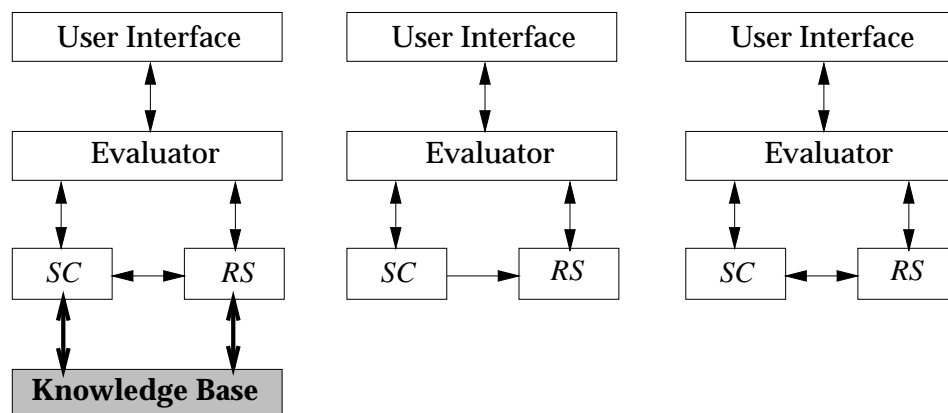 User Interface
User Interface
User Interface
Evaluator
Evaluator
Evaluator
SC
RS
SC
RS
SC
RS
Knowledge Base